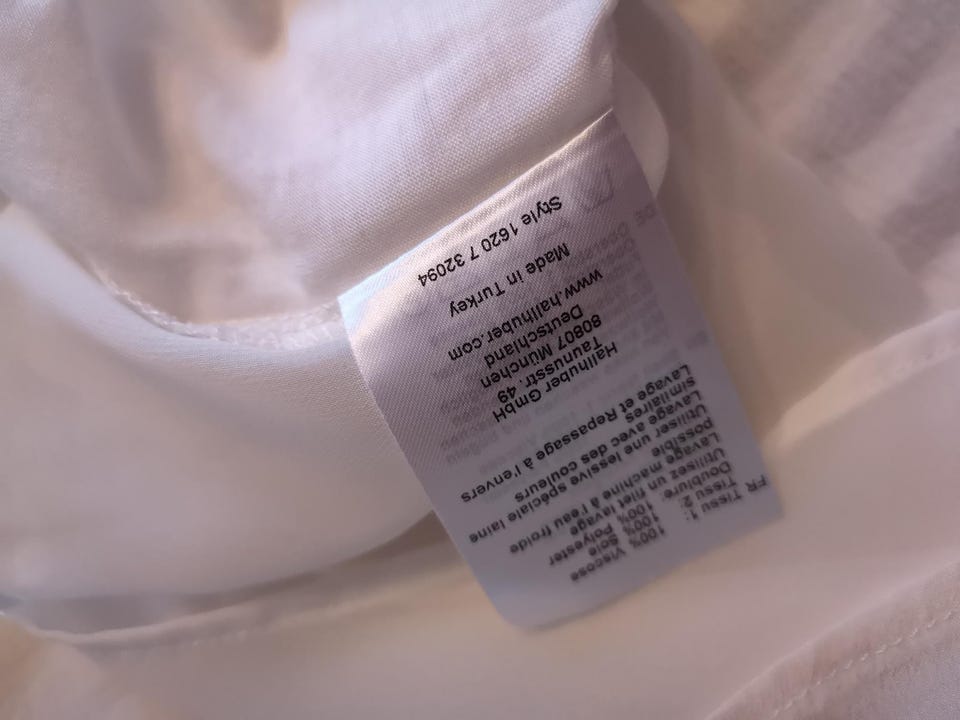 FR Tissu 1: 100% Viscose
Tissu 2: 100% Soie
Doublure: 100% Polyester
Utilisez un filet lavage
Lavage machine à l'eau froide
possible
Utiliser une lessive spéciale laine
Lavage avec des couleurs
similaires
Lavage et Repassage à l'envers
Hallhuber GmbH
Taunusstr. 49
80807 München
Deutschland
www.hallhuber.com
Made in Turkey
Style 1620 7 32094